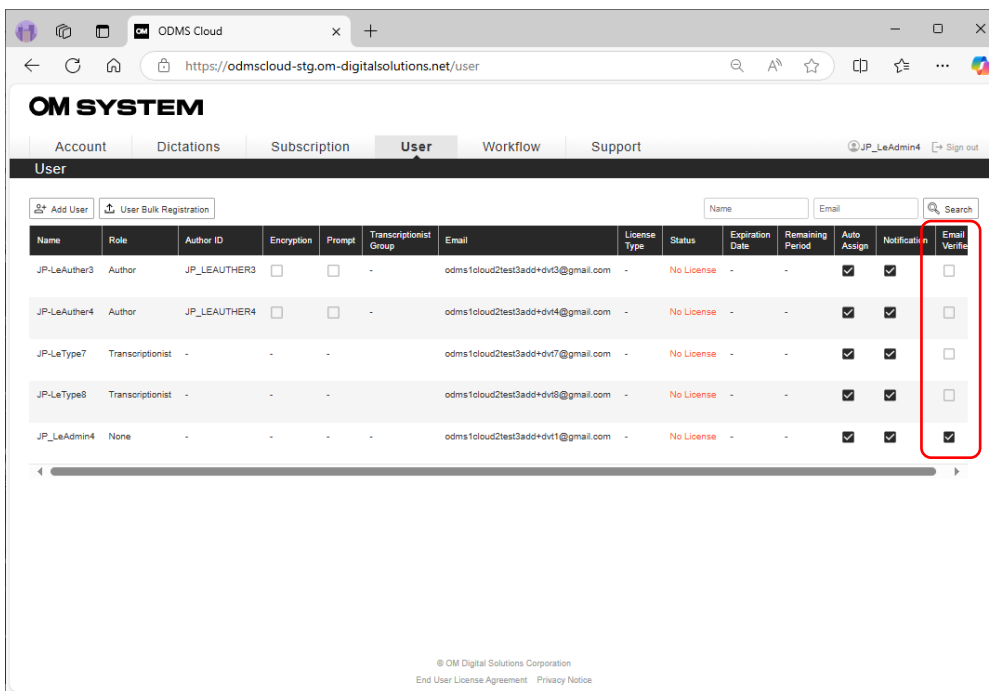 OM ODMS Cloud
https://odmscloud-stg.om-digitalsolutions.net/user
OM SYSTEM
Account Dictations Subscription User Workflow Support JP_LeAdmin4 Sign out
User
Add User User Bulk Registration Name Email Search
Name Role Author ID Encryption Prompt Transcriptionist Group Email License Type Status Expiration Date Remaining Period Auto Assign Notification Email Verifie
JP-LeAuther3 Author JP_LEAUTHER3 - odms1cloud2test3add+dvt3@gmail.com - No License - -
JP-LeAuther4 Author JP_LEAUTHER4 - odms1cloud2test3add+dvt4@gmail.com - No License - -
JP-LeType7 Transcriptionist - - - odms1cloud2test3add+dvt7@gmail.com - No License - -
JP-LeType8 Transcriptionist - - - odms1cloud2test3add+dvt8@gmail.com - No License - -
JP_LeAdmin4 None - - - - odms1cloud2test3add+dvt1@gmail.com - No License - -
© OM Digital Solutions Corporation
End User License Agreement Privacy Notice